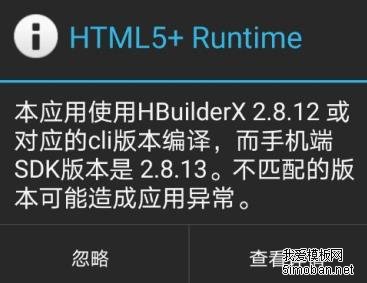 HTML5+ Runtime
本应用使用HBuilderX 2.8.12 或
对应的cli版本编译，而手机端
SDK版本是 2.8.13。不匹配的版
本可能造成应用异常。
忽略
查看
我爱模板网
5imoban.net